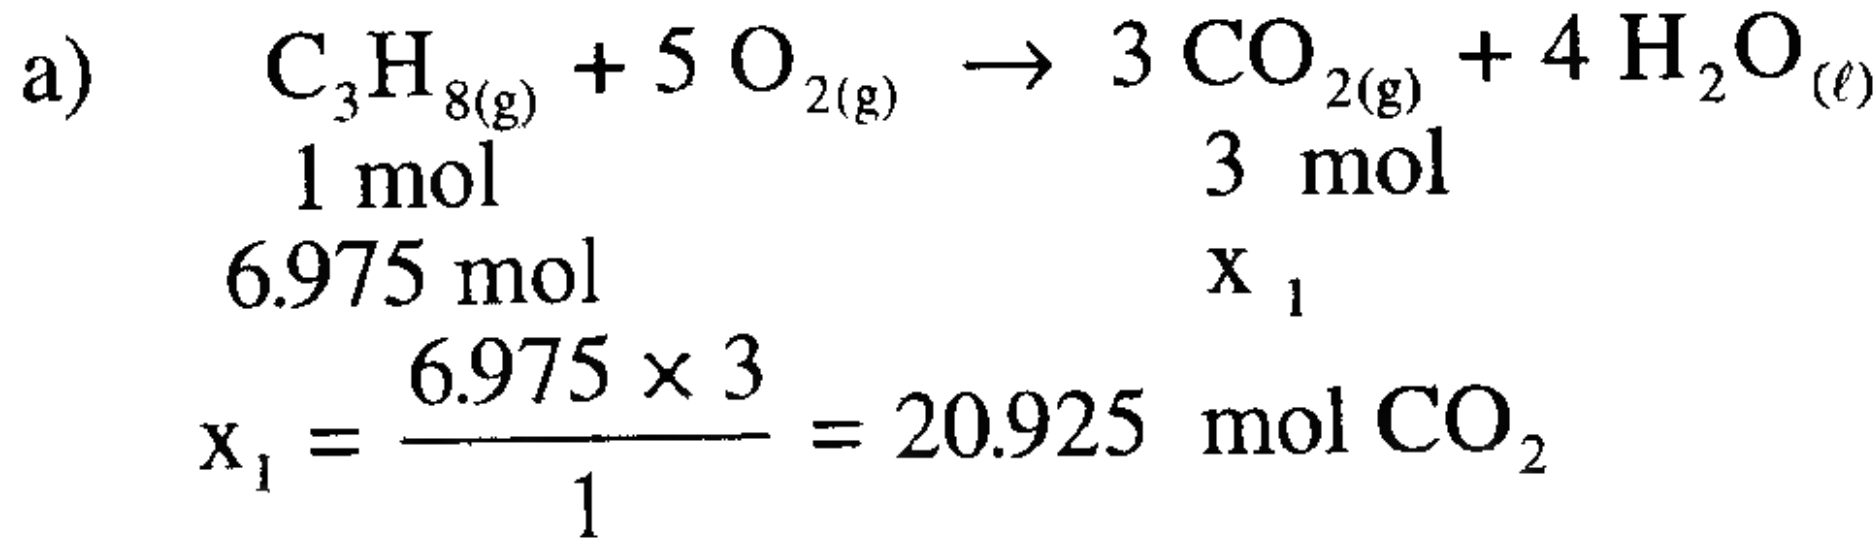 a) C₃H₈₍g₎ + 5 O₂₍g₎ → 3 CO₂₍g₎ + 4 H₂O₍ℓ₎
1 mol 3 mol
6.975 mol x₁
x₁ = (6.975 × 3)/1 = 20.925 mol CO₂